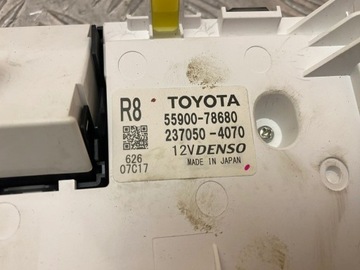 R8 TOYOTA
55900-78680
237050-4070
12V DENSO
MADE IN JAPAN
626
07C17